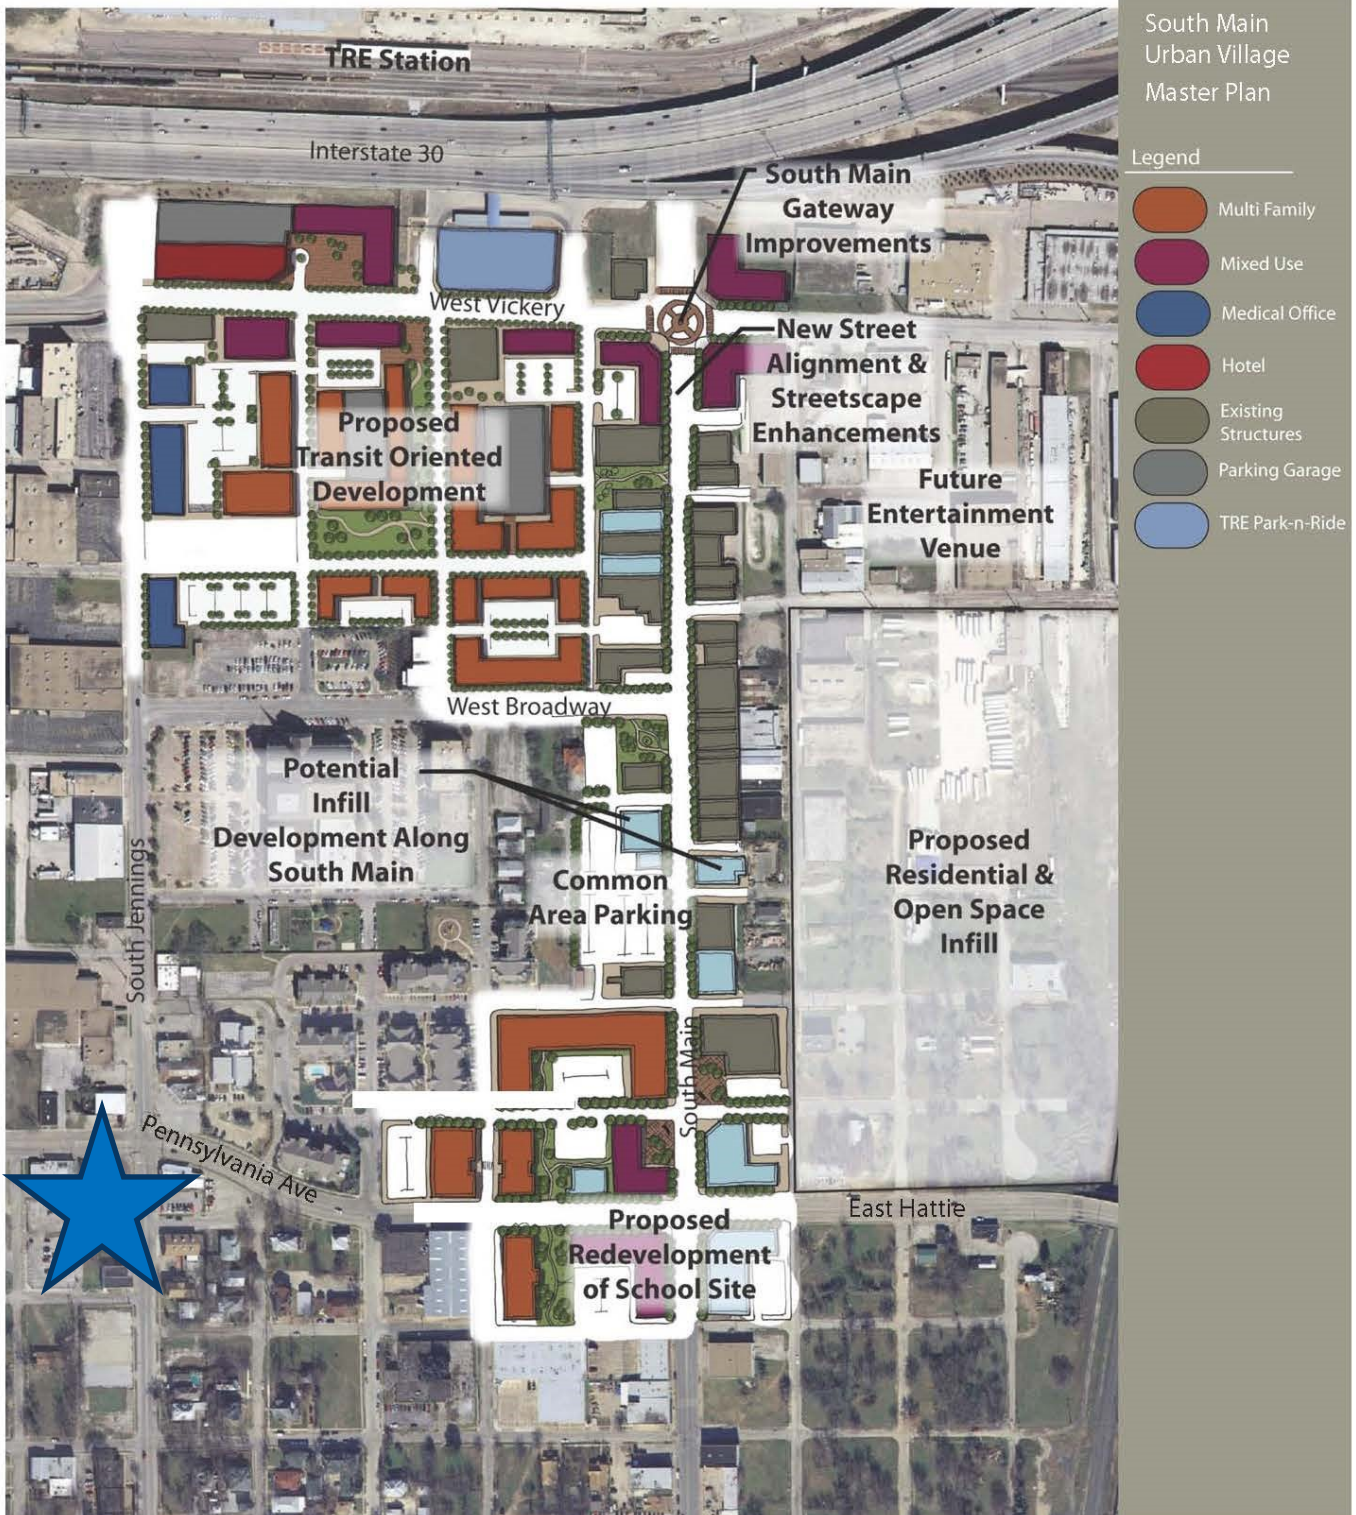 South Main
Urban Village
Master Plan
Legend
Multi Family
Mixed Use
Medical Office
Hotel
Existing
Structures
Parking Garage
TRE Park-n-Ride
TRE Station
Interstate 30
South Main
Gateway
Improvements
West Vickery
New Street
Alignment &
Streetscape
Enhancements
Proposed
Transit Oriented
Development
Future
Entertainment
Venue
West Broadway
Potential
Infill
Development Along
South Main
Common
Area Parking
Proposed
Residential &
Open Space
Infill
South Jennings
South Main
Pennsylvania Ave
East Hattie
Proposed
Redevelopment
of School Site